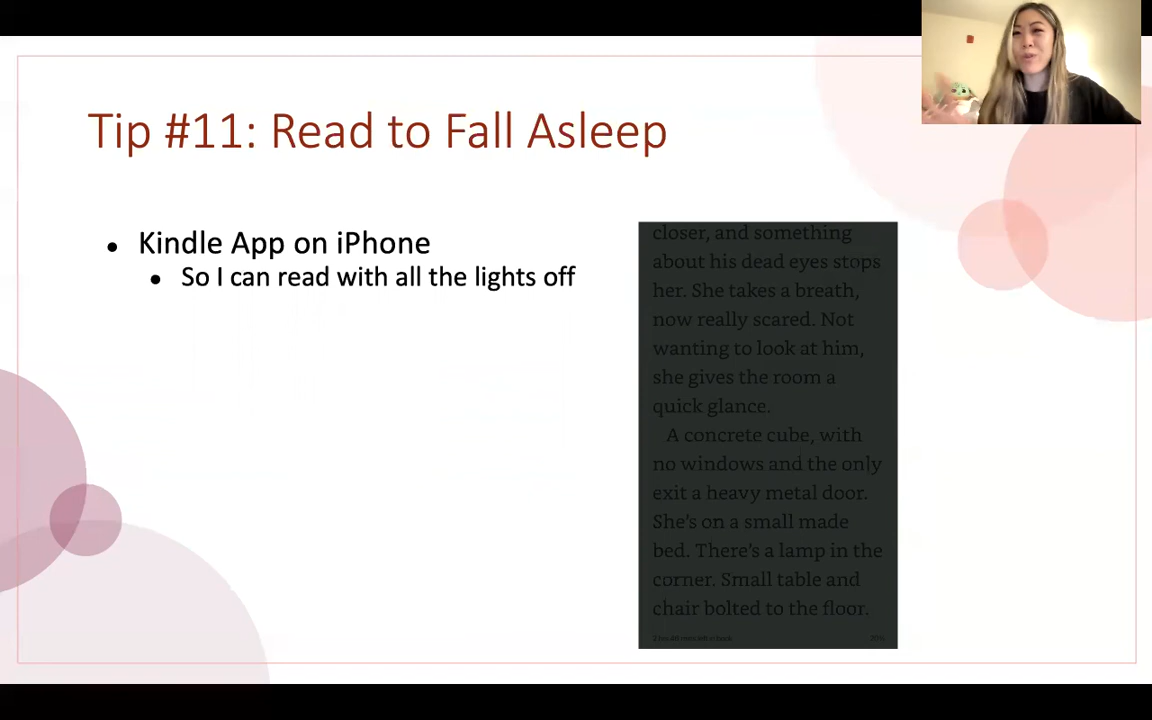 Tip #11: Read to Fall Asleep
Kindle App on iPhone
So I can read with all the lights off
closer, and something
about his dead eyes stops
her. She takes a breath,
now really scared. Not
wanting to look at him,
she gives the room a
quick glance.
A concrete cube, with
no windows and the only
exit a heavy metal door.
She's on a small made
bed. There's a lamp in the
corner. Small table and
chair bolted to the floor.